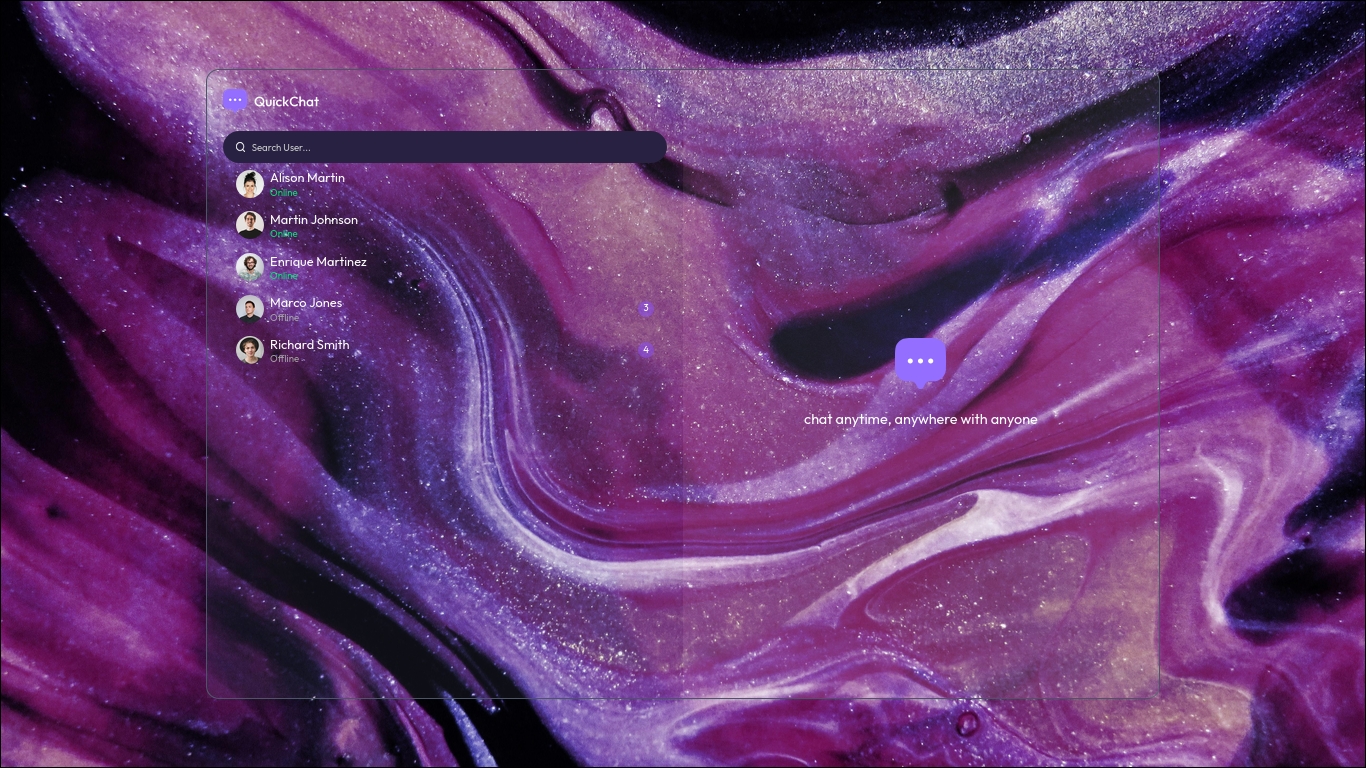 QuickChat
Search User...
Alison Martin
Online
Martin Johnson
Online
Enrique Martinez
Online
Marco Jones
Offline
3
Richard Smith
Offline
4
chat anytime, anywhere with anyone